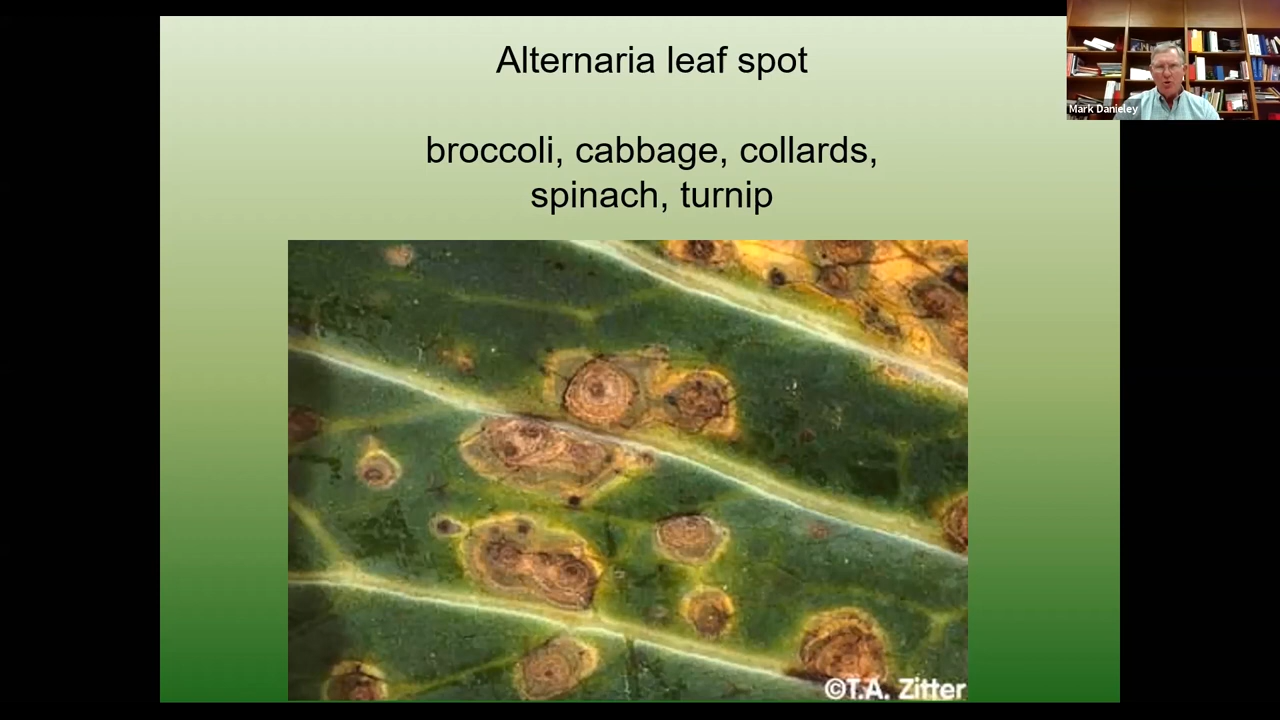 Alternaria leaf spot
Mark Danieley
broccoli, cabbage, collards,
spinach, turnip
©T.A. Zitter